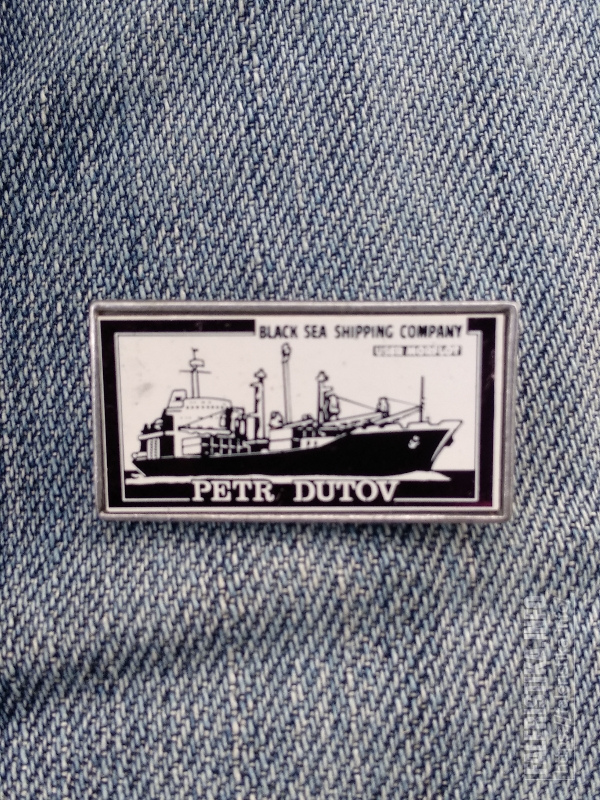 BLACK SEA SHIPPING COMPANY
USSR MORFLOT
PETR DUTOV